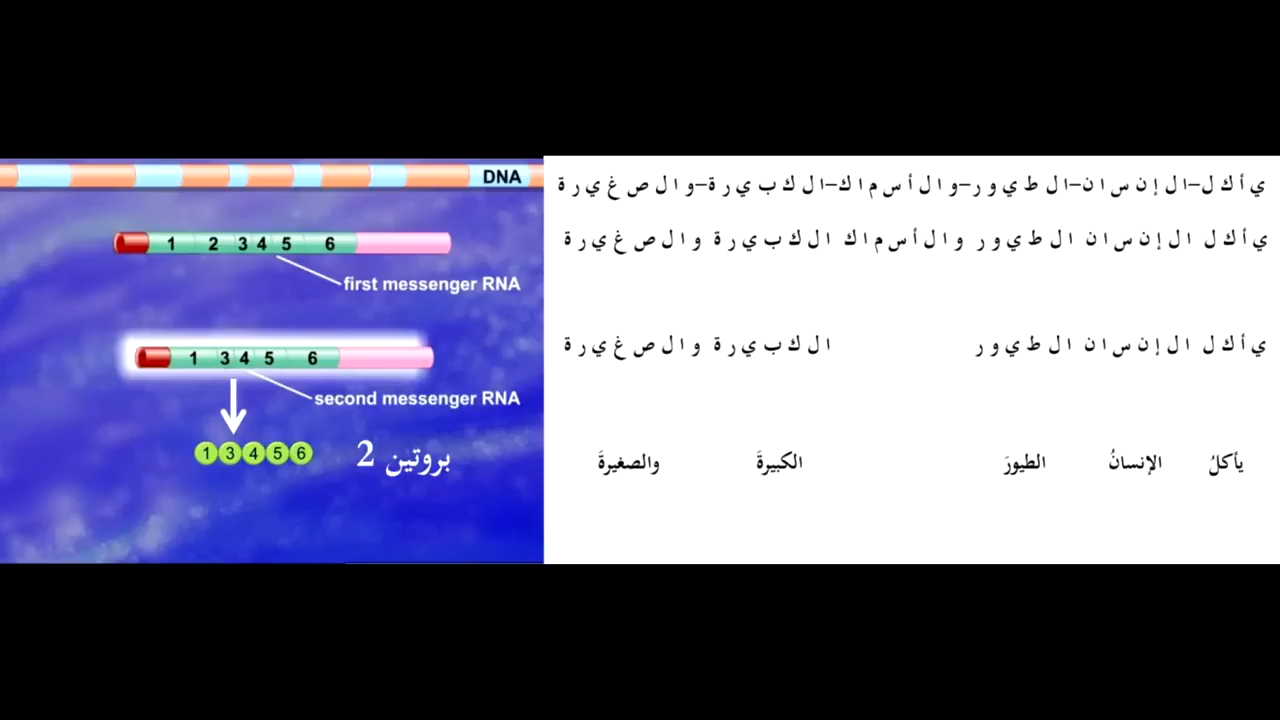 DNA
1 2 3 4 5 6
first messenger RNA
1 3 4 5 6
second messenger RNA
1 3 4 5 6
بروتين 2
ي أ ك ل–ا ل إ ن س ا ن–ا ل ط ي و ر–و ا ل أ س م ا ك–ا ل ك ب ي ر ة–و ا ل ص غ ي ر ة
ي أ ك ل ا ل إ ن س ا ن ا ل ط ي و ر و ا ل أ س م ا ك ا ل ك ب ي ر ة و ا ل ص غ ي ر ة
ي أ ك ل ا ل إ ن س ا ن ا ل ط ي و ر ا ل ك ب ي ر ة و ا ل ص غ ي ر ة
يأكلُ الإنسانُ الطيورَ الكبيرةَ والصغيرةَ